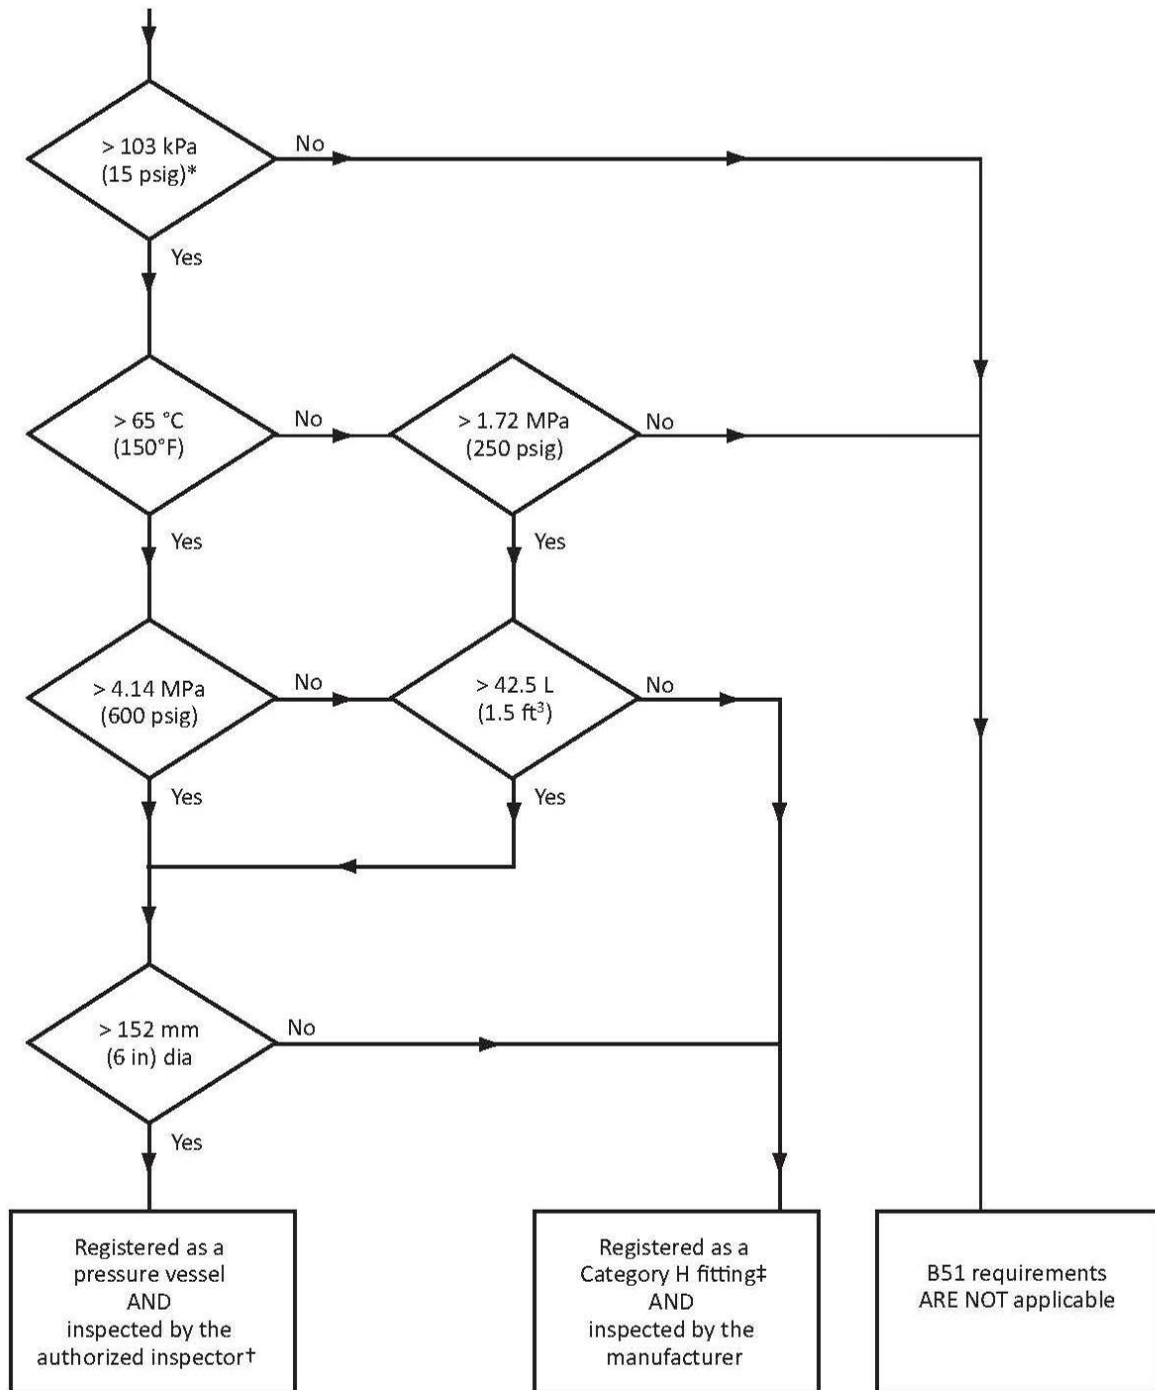 > 103 kPa
(15 psig)*
No
Yes
> 65 °C
(150°F)
No
> 1.72 MPa
(250 psig)
No
Yes
Yes
> 4.14 MPa
(600 psig)
No
> 42.5 L
(1.5 ft³)
No
Yes
Yes
> 152 mm
(6 in) dia
No
Yes
Registered as a
pressure vessel
AND
inspected by the
authorized inspector†
Registered as a
Category H fitting‡
AND
inspected by the
manufacturer
B51 requirements
ARE NOT applicable